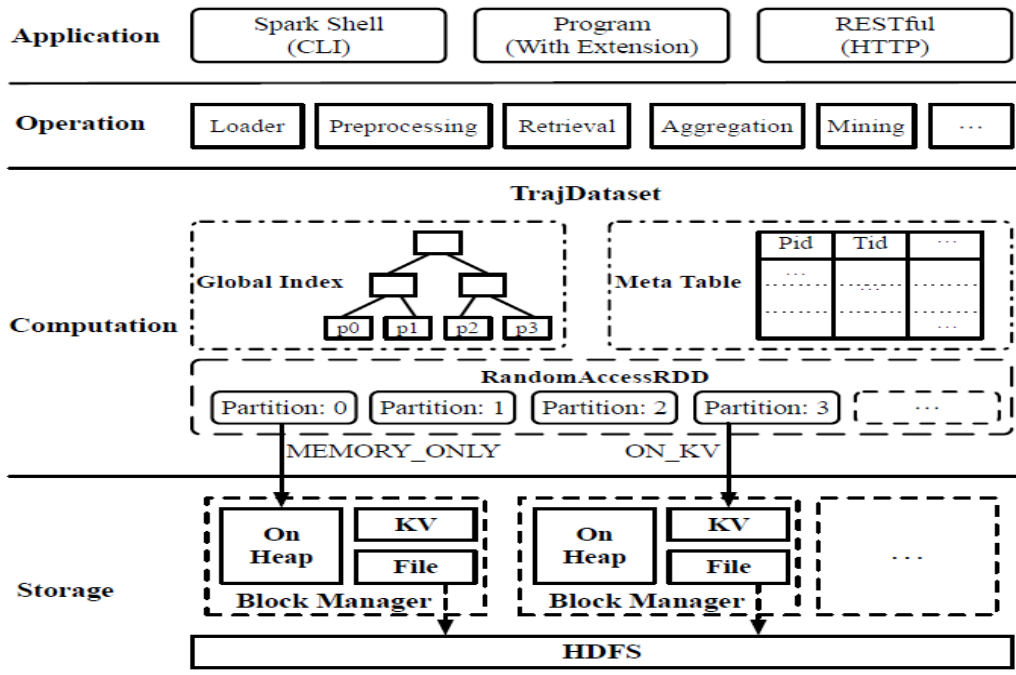 Application
Spark Shell
(CLI)
Program
(With Extension)
RESTful
(HTTP)
Operation
Loader
Preprocessing
Retrieval
Aggregation
Mining
...
Computation
TrajDataset
Global Index
p0
p1
p2
p3
Meta Table
Pid
Tid
...
...
...
...
RandomAccessRDD
Partition: 0
Partition: 1
Partition: 2
Partition: 3
...
MEMORY_ONLY
ON_KV
Storage
On
Heap
KV
File
Block Manager
On
Heap
KV
File
Block Manager
...
HDFS